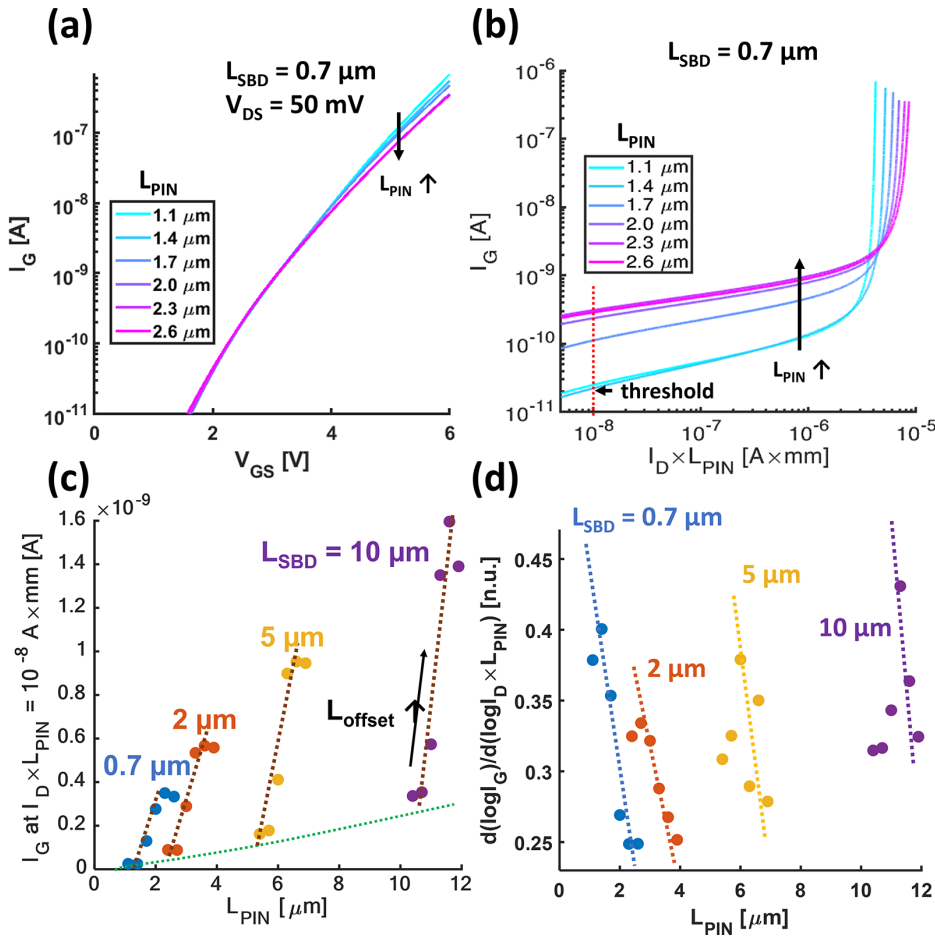 (a)
L_SBD = 0.7 μm
V_DS = 50 mV
L_PIN ↑
L_PIN
1.1 μm
1.4 μm
1.7 μm
2.0 μm
2.3 μm
2.6 μm
I_G [A]
10^-7
10^-8
10^-9
10^-10
10^-11
0 2 4 6
V_GS [V]
(b)
L_SBD = 0.7 μm
L_PIN
1.1 μm
1.4 μm
1.7 μm
2.0 μm
2.3 μm
2.6 μm
I_G [A]
10^-6
10^-7
10^-8
10^-9
10^-10
10^-11
L_PIN ↑
threshold
10^-8 10^-7 10^-6 10^-5
I_D×L_PIN [A×mm]
(c)
×10^-9
I_G at I_D×L_PIN = 10^-8 A×mm [A]
1.6
1.4
1.2
1
0.8
0.6
0.4
0.2
0
L_SBD = 10 μm
5 μm
2 μm
0.7 μm
L_offset ↑
0 2 4 6 8 10 12
L_PIN [μm]
(d)
L_SBD = 0.7 μm
5 μm
2 μm
10 μm
d(logI_G)/d(logI_D×L_PIN) [n.u.]
0.45
0.4
0.35
0.3
0.25
0 2 4 6 8 10 12
L_PIN [μm]